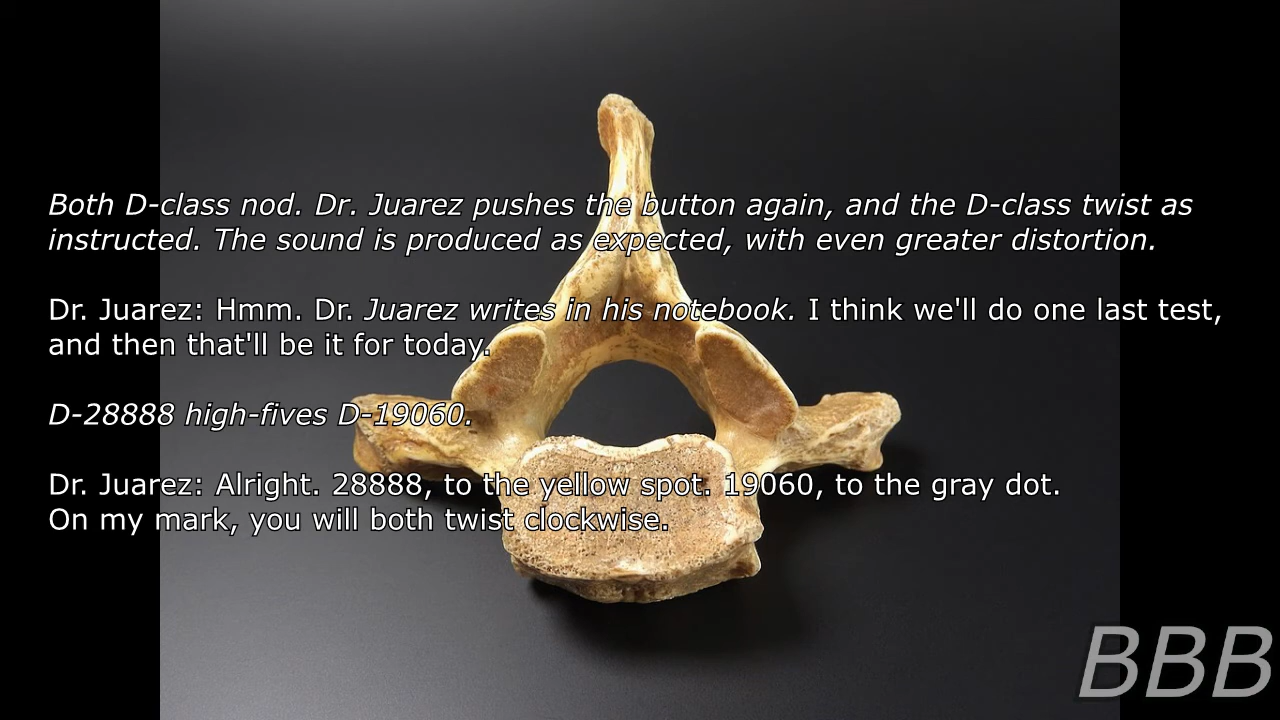 Both D-class nod. Dr. Juarez pushes the button again, and the D-class twist as
instructed. The sound is produced as expected, with even greater distortion.
Dr. Juarez: Hmm. Dr. Juarez writes in his notebook. I think we'll do one last test,
and then that'll be it for today.
D-28888 high-fives D-19060.
Dr. Juarez: Alright. 28888, to the yellow spot. 19060, to the gray dot.
On my mark, you will both twist clockwise.
BBB